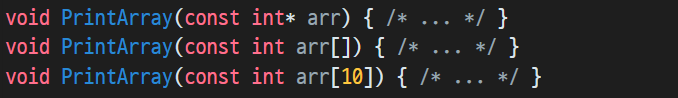 void PrintArray(const int* arr) { /* ... */ }
void PrintArray(const int arr[]) { /* ... */ }
void PrintArray(const int arr[10]) { /* ... */ }